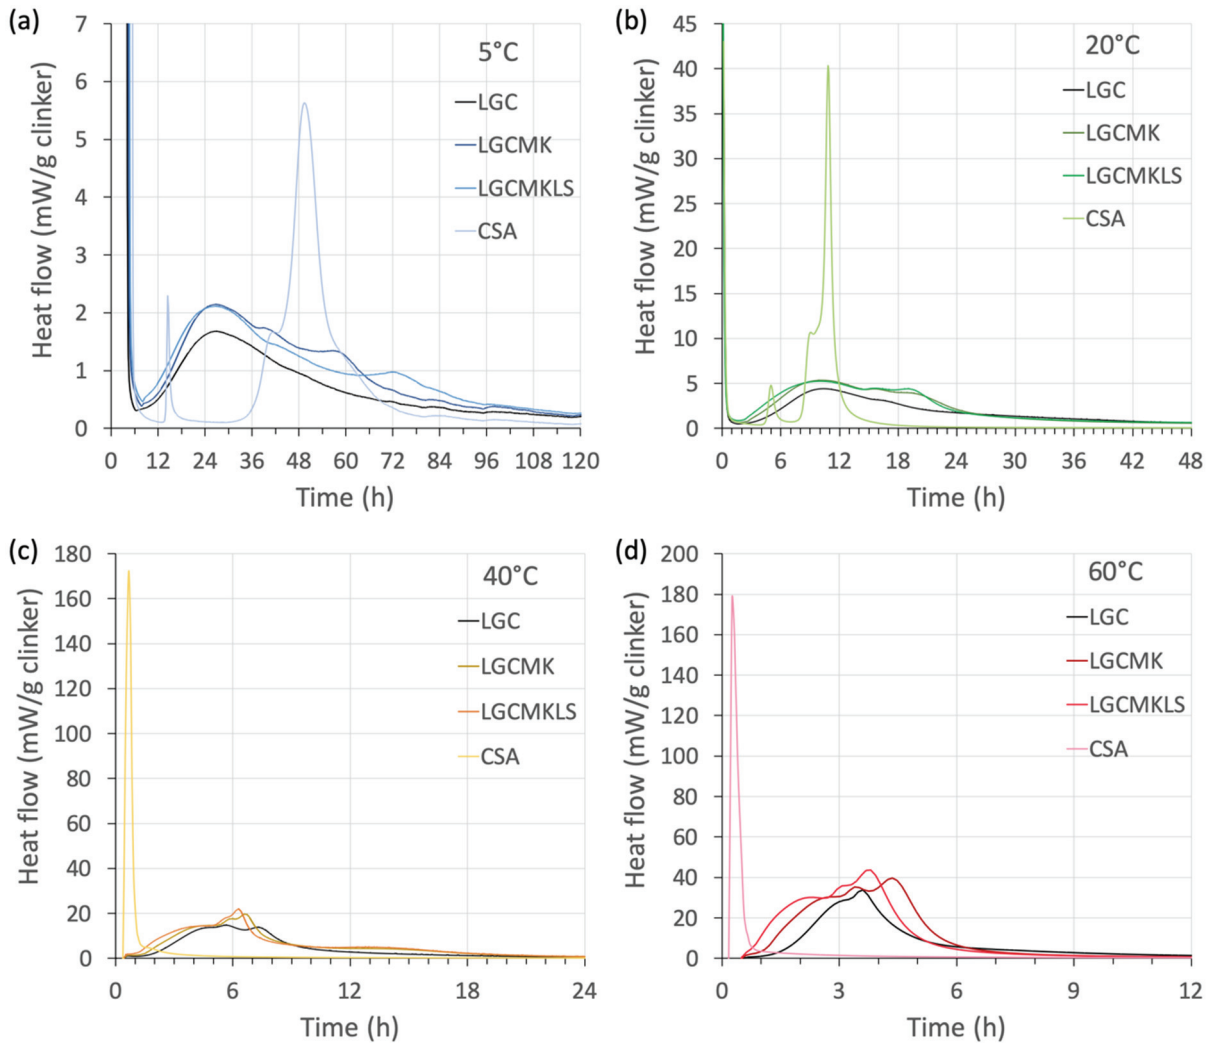 (a)
7
6
5
4
3
2
1
0
Heat flow (mW/g clinker)
5°C
LGC
LGCMK
LGCMKLS
CSA
0 12 24 36 48 60 72 84 96 108 120
Time (h)
(b)
45
40
35
30
25
20
15
10
5
0
Heat flow (mW/g clinker)
20°C
LGC
LGCMK
LGCMKLS
CSA
0 6 12 18 24 30 36 42 48
Time (h)
(c)
180
160
140
120
100
80
60
40
20
0
Heat flow (mW/g clinker)
40°C
LGC
LGCMK
LGCMKLS
CSA
0 6 12 18 24
Time (h)
(d)
200
180
160
140
120
100
80
60
40
20
0
Heat flow (mW/g clinker)
60°C
LGC
LGCMK
LGCMKLS
CSA
0 3 6 9 12
Time (h)